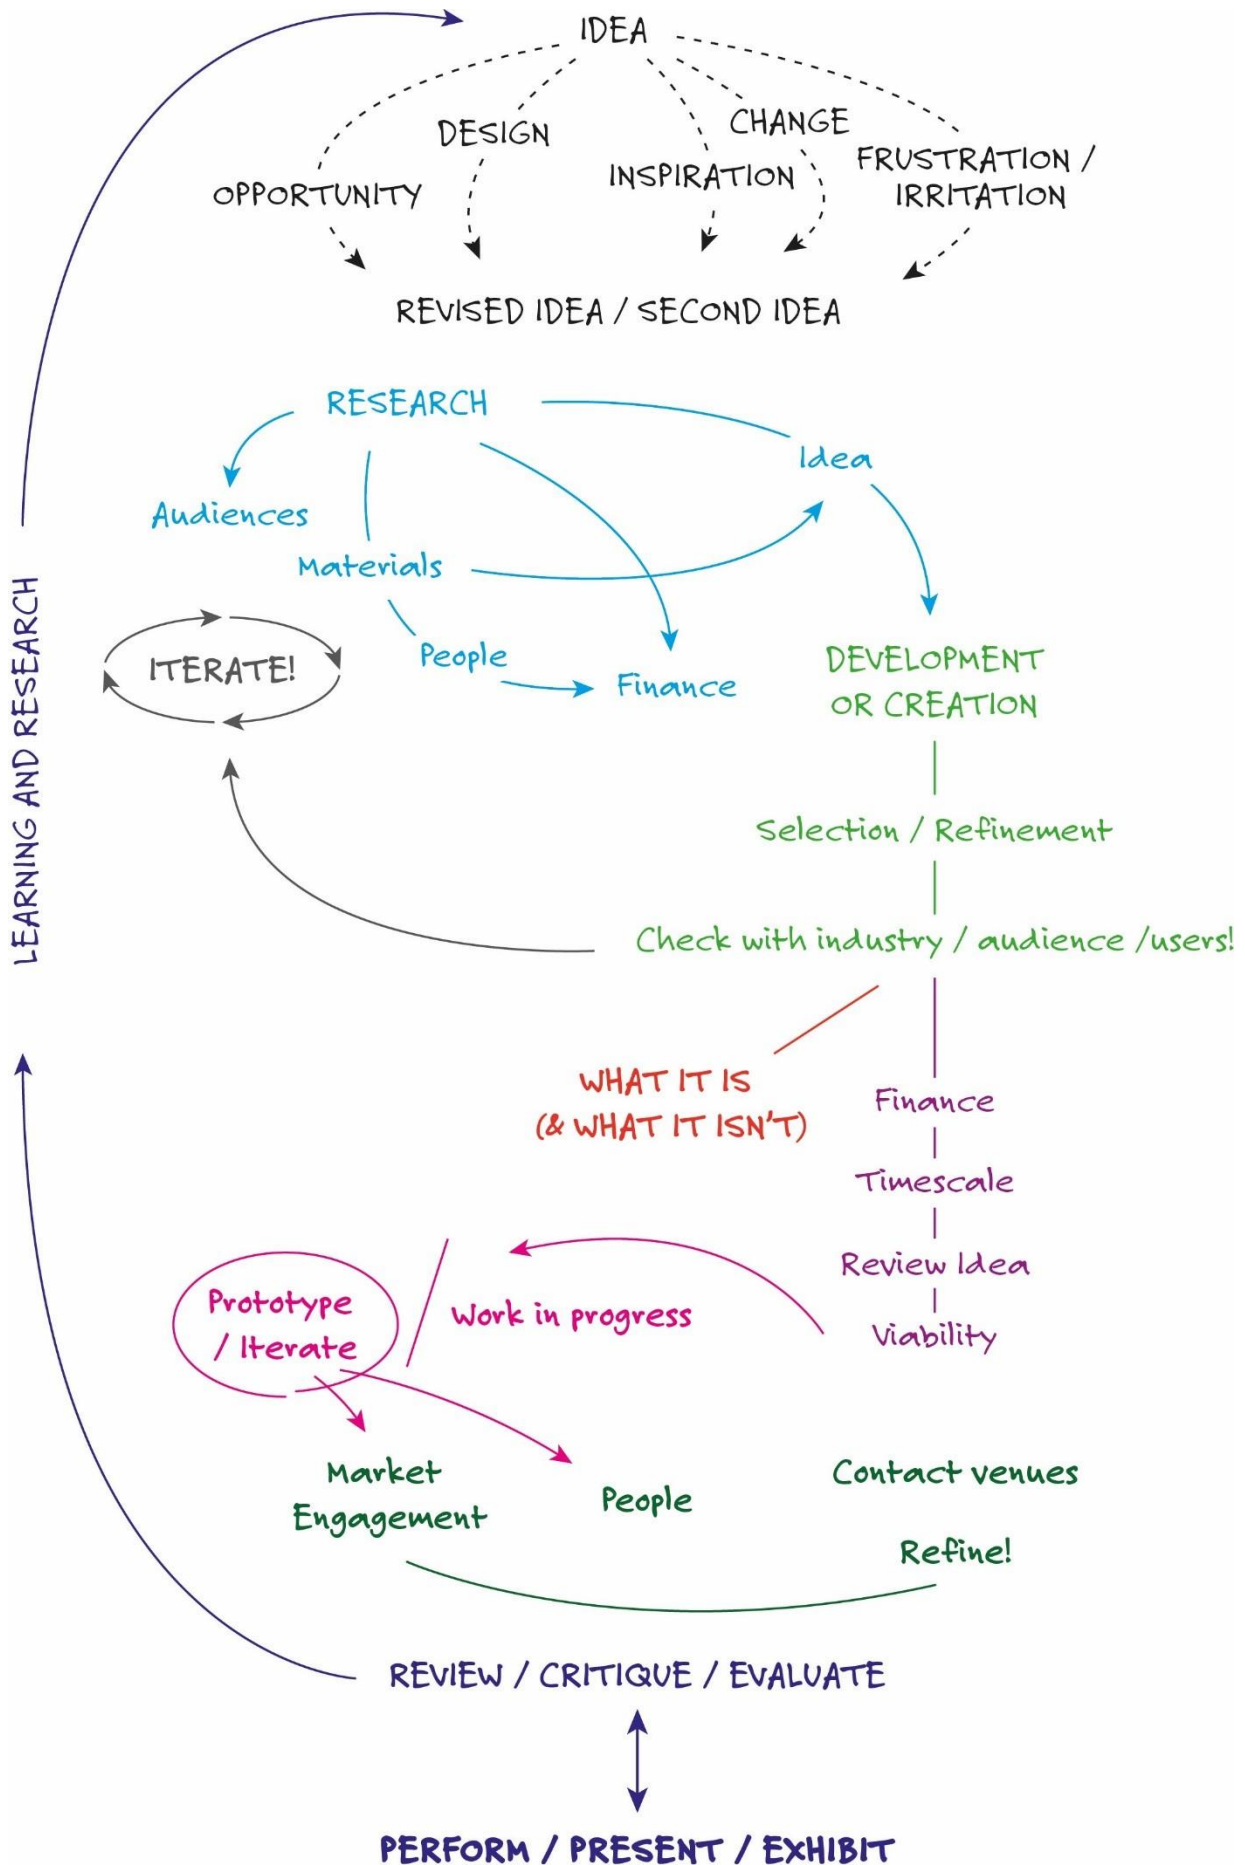 IDEA
DESIGN
CHANGE
OPPORTUNITY
INSPIRATION
FRUSTRATION /
IRRITATION
REVISED IDEA / SECOND IDEA
RESEARCH
Idea
Audiences
Materials
People
Finance
ITERATE!
LEARNING AND RESEARCH
DEVELOPMENT
OR CREATION
Selection / Refinement
Check with industry / audience /users!
WHAT IT IS
(& WHAT IT ISN'T)
Finance
Timescale
Review Idea
Viability
Work in progress
Prototype
/ Iterate
Market
Engagement
People
Contact venues
Refine!
REVIEW / CRITIQUE / EVALUATE
PERFORM / PRESENT / EXHIBIT